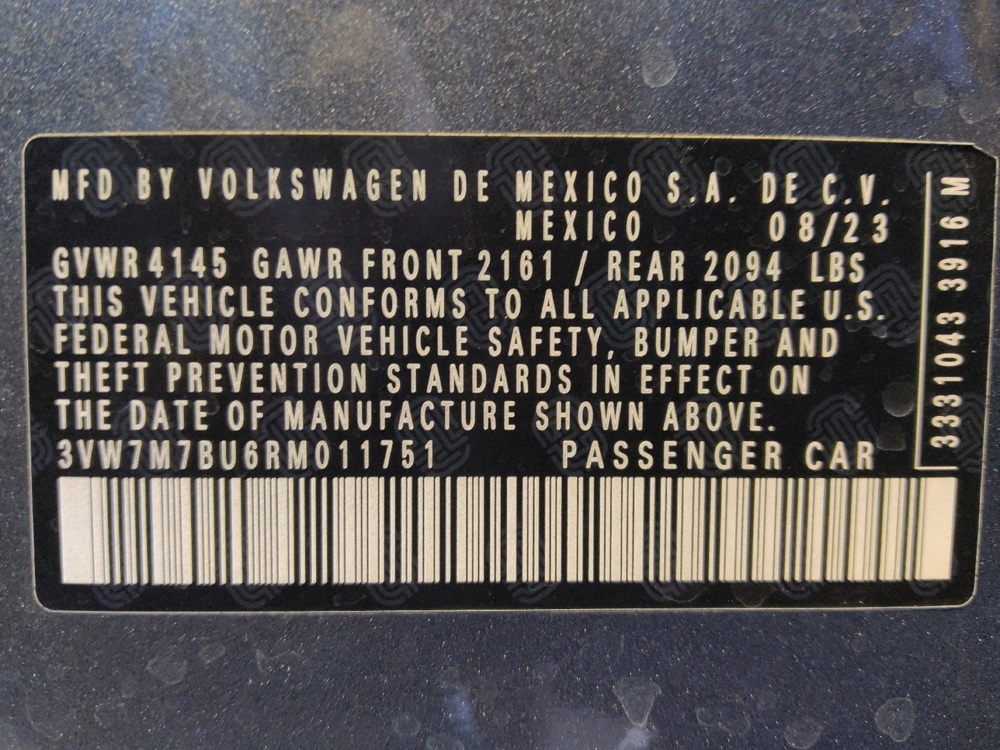 MFD BY VOLKSWAGEN DE MEXICO S.A. DE C.V.
MEXICO 08/23
GVWR 4145 GAWR FRONT 2161 / REAR 2094 LBS
THIS VEHICLE CONFORMS TO ALL APPLICABLE U.S.
FEDERAL MOTOR VEHICLE SAFETY, BUMPER AND
THEFT PREVENTION STANDARDS IN EFFECT ON
THE DATE OF MANUFACTURE SHOWN ABOVE.
3VW7M7BU6RM011751 PASSENGER CAR
3331043 3916 M